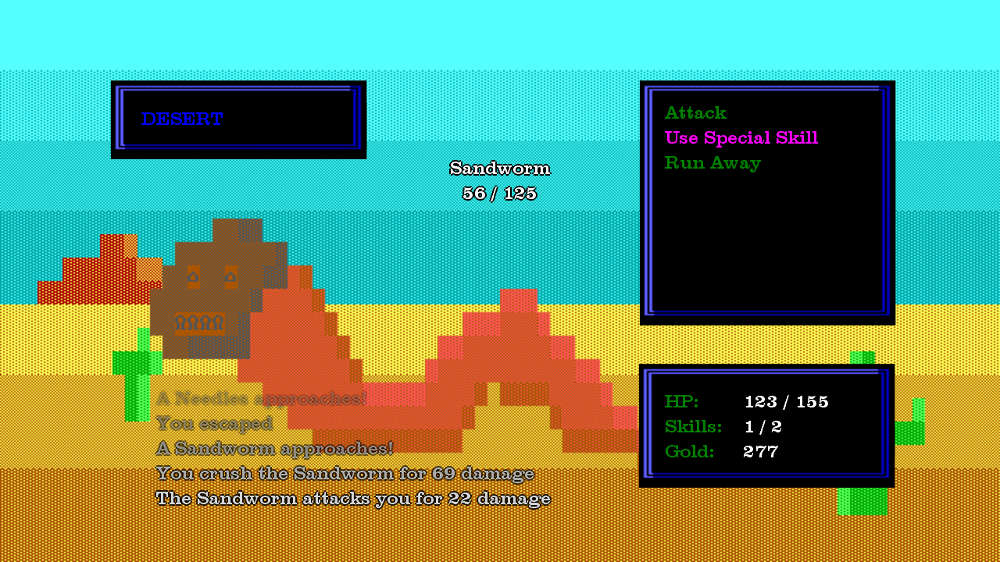 DESERT
Sandworm
56 / 125
Attack
Use Special Skill
Run Away
A Needles approaches!
You escaped
A Sandworm approaches!
You crush the Sandworm for 69 damage
The Sandworm attacks you for 22 damage
HP: 123 / 155
Skills: 1 / 2
Gold: 277